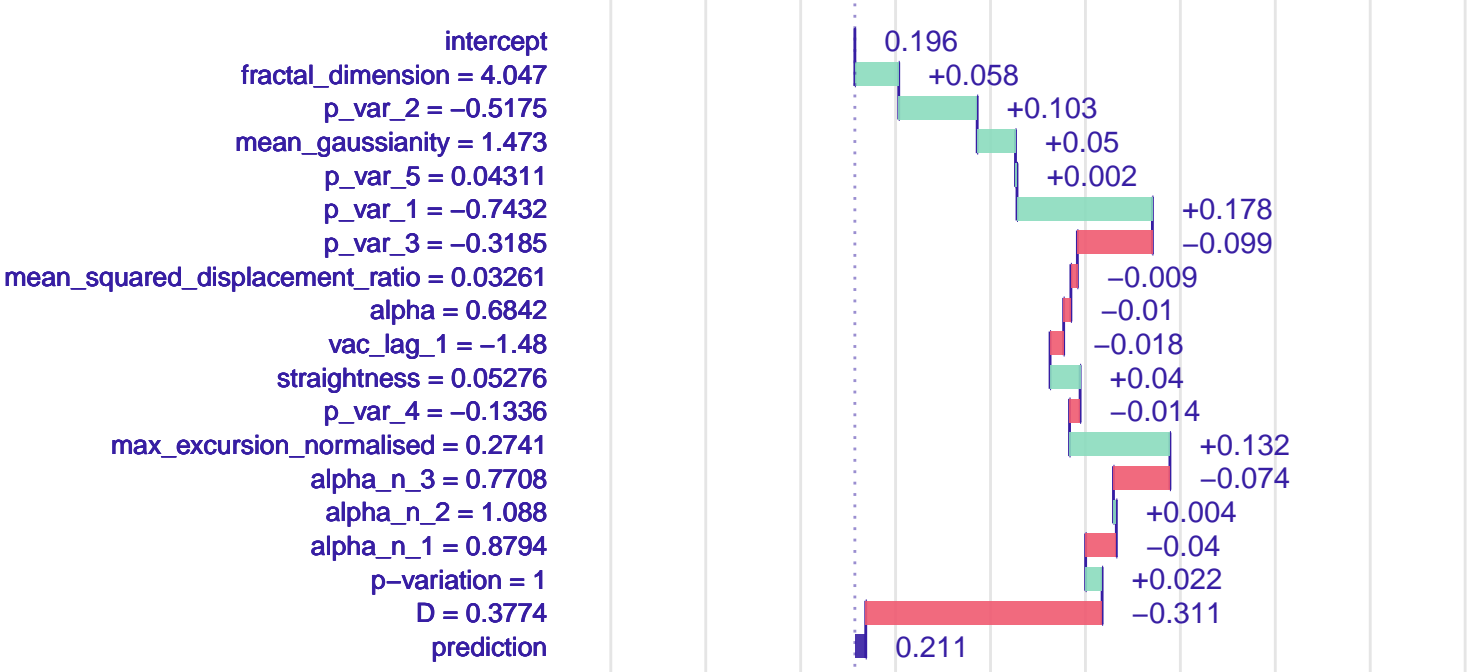 intercept 0.196
fractal_dimension = 4.047 +0.058
p_var_2 = −0.5175 +0.103
mean_gaussianity = 1.473 +0.05
p_var_5 = 0.04311 +0.002
p_var_1 = −0.7432 +0.178
p_var_3 = −0.3185 −0.099
mean_squared_displacement_ratio = 0.03261 −0.009
alpha = 0.6842 −0.01
vac_lag_1 = −1.48 −0.018
straightness = 0.05276 +0.04
p_var_4 = −0.1336 −0.014
max_excursion_normalised = 0.2741 +0.132
alpha_n_3 = 0.7708 −0.074
alpha_n_2 = 1.088 +0.004
alpha_n_1 = 0.8794 −0.04
p−variation = 1 +0.022
D = 0.3774 −0.311
prediction 0.211